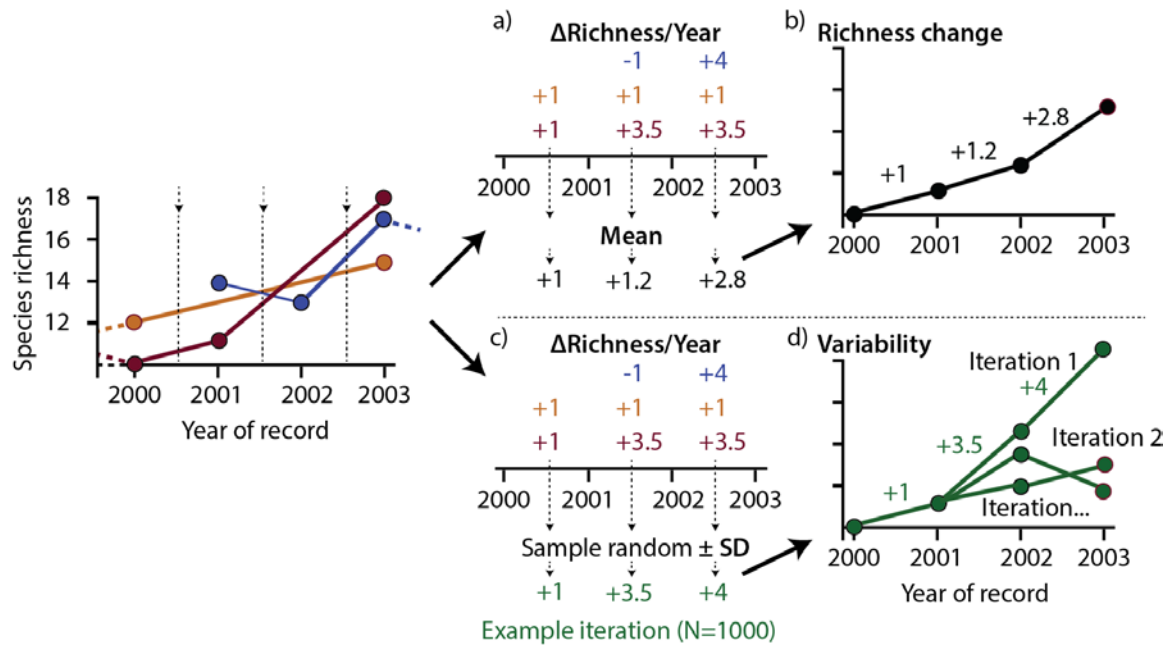 Species richness
18
16
14
12
2000 2001 2002 2003
Year of record
a)
ΔRichness/Year
-1 +4
+1 +1 +1
+1 +3.5 +3.5
2000 2001 2002 2003
Mean
+1 +1.2 +2.8
b) Richness change
+2.8
+1.2
+1
2000 2001 2002 2003
c)
ΔRichness/Year
-1 +4
+1 +1 +1
+1 +3.5 +3.5
2000 2001 2002 2003
Sample random ± SD
+1 +3.5 +4
Example iteration (N=1000)
d) Variability
Iteration 1
+4
+3.5
Iteration 2
+1
Iteration...
2000 2001 2002 2003
Year of record